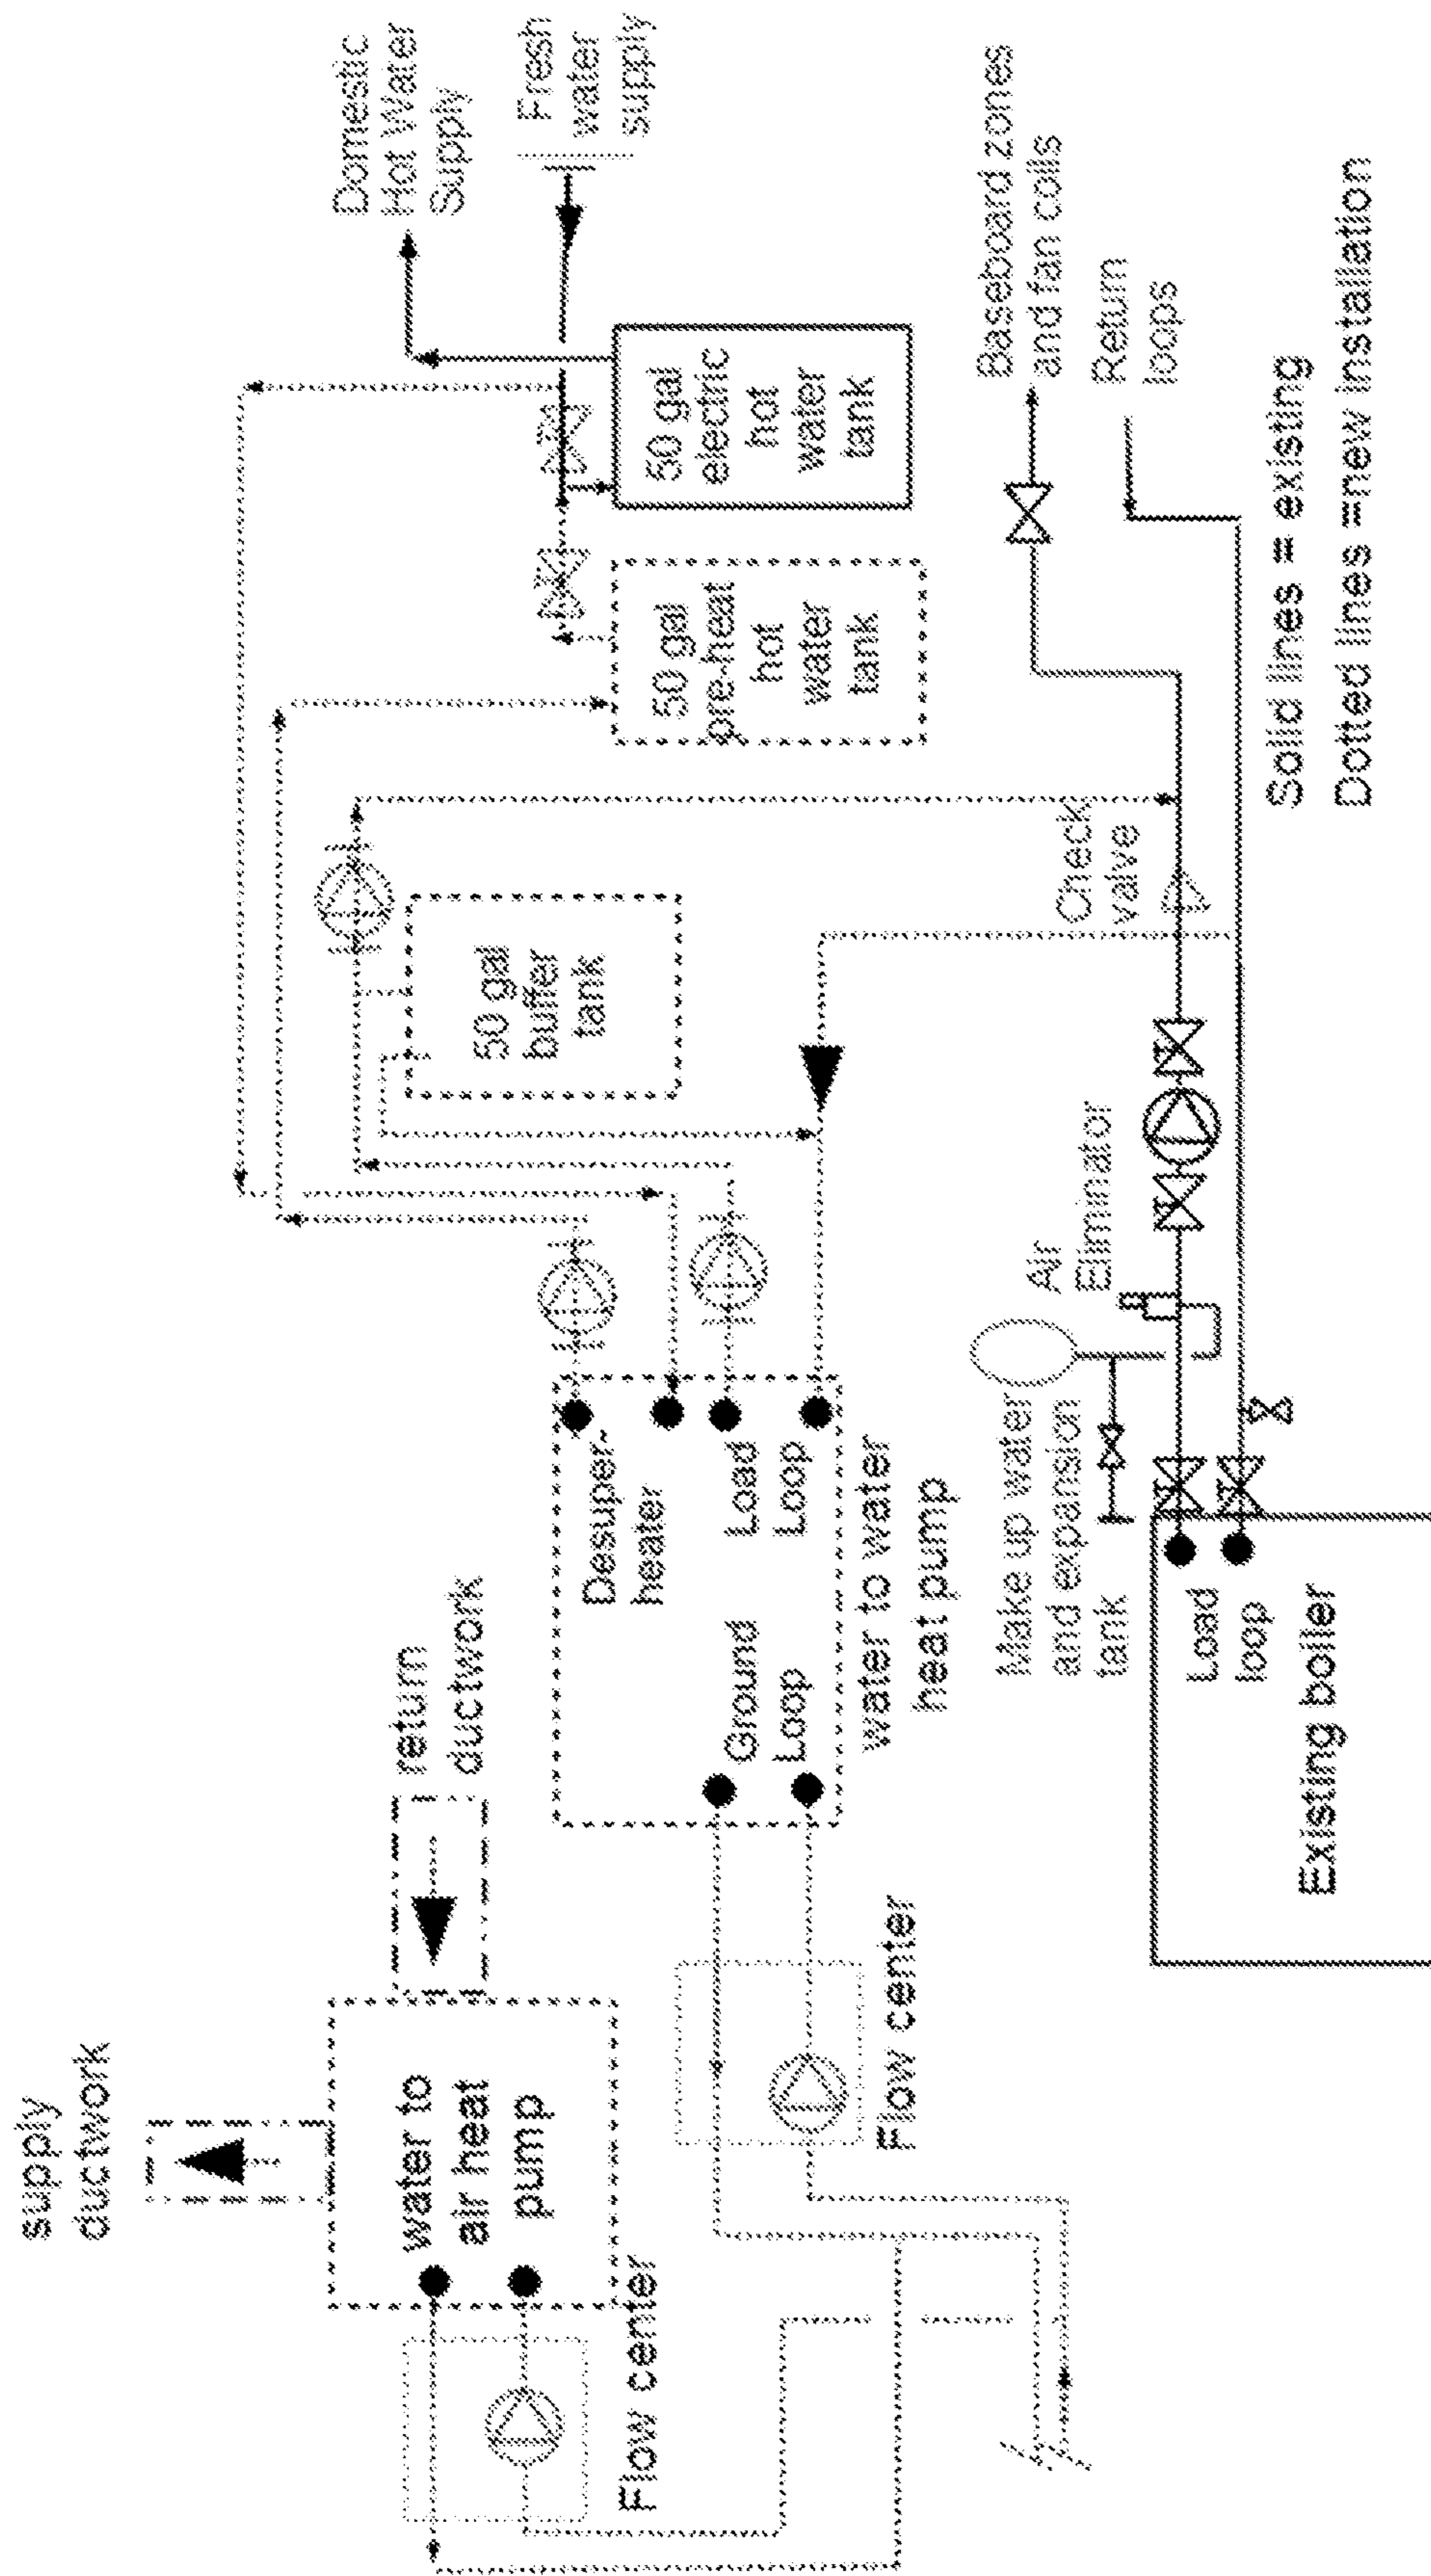 supply
ductwork
return
ductwork
water to
air heat
pump
Flow center
Flow center
Desuper-
heater
Ground
Loop
Load
Loop
water to water
heat pump
50 gal
buffer
tank
50 gal
pre-heat
hot
water
tank
50 gal
electric
hot
water
tank
Domestic
Hot Water
Supply
Fresh
water
supply
Baseboard zones
and fan coils
Return
loops
Check
valve
Air
Eliminator
Make up water
and expansion
tank
Load
loop
Existing boiler
Solid lines = existing
Dotted lines =new installation